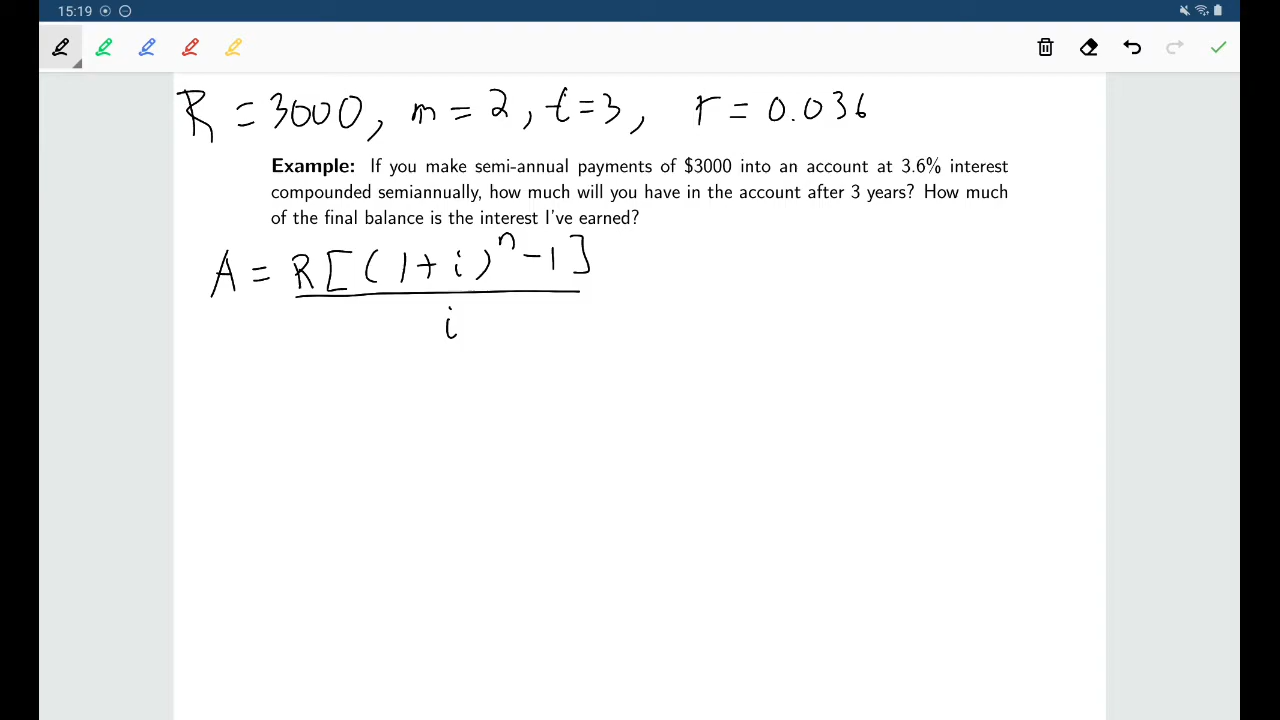 15:19
R = 3000, m = 2, t = 3, r = 0.036
Example: If you make semi-annual payments of $3000 into an account at 3.6% interest
compounded semiannually, how much will you have in the account after 3 years? How much
of the final balance is the interest I've earned?
A = R[(1+i)^n -1]
i